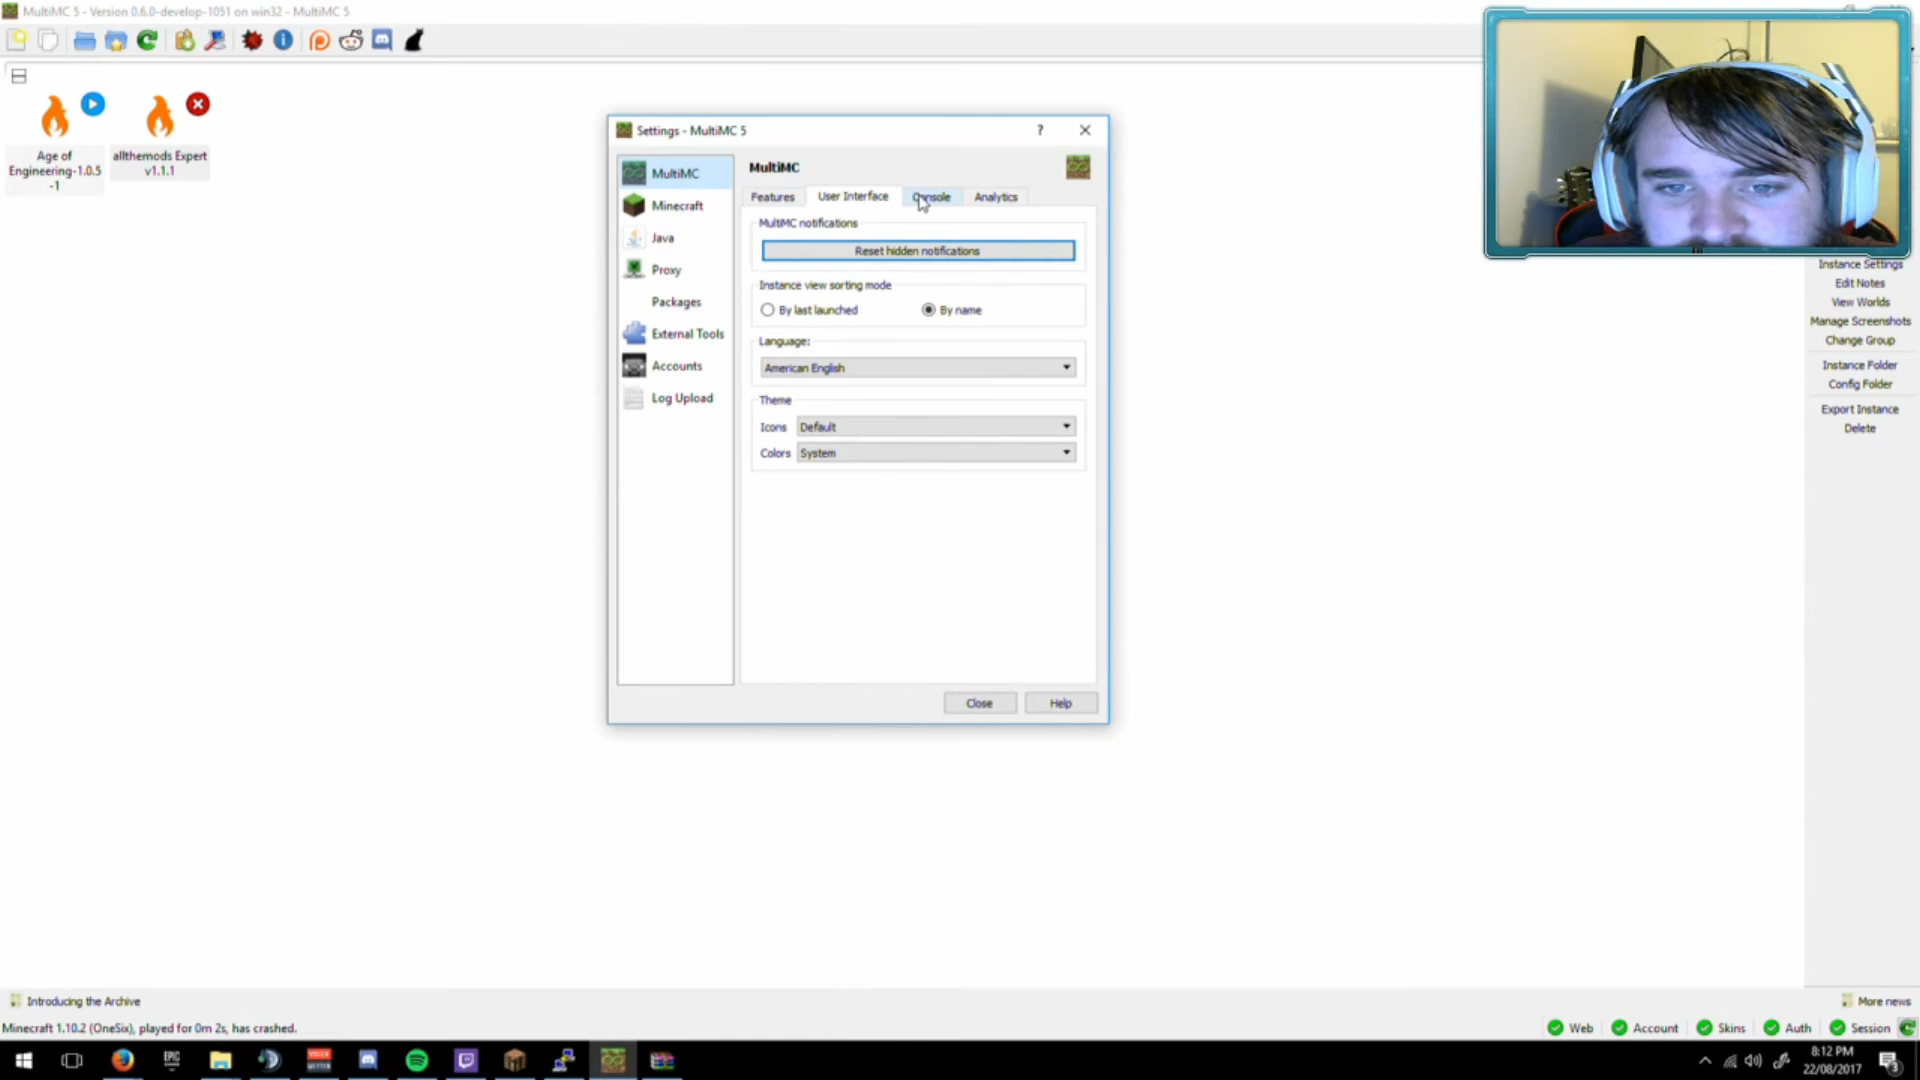 MultiMC 5 - Version 0.6.0-develop-1051 on win32 - MultiMC 5
Age of
Engineering-1.0.5
-1
allthemods Expert
v1.1.1
Settings - MultiMC 5
?
MultiMC
Minecraft
Java
Proxy
Packages
External Tools
Accounts
Log Upload
MultiMC
Features
User Interface
Console
Analytics
MultiMC notifications
Reset hidden notifications
Instance view sorting mode
By last launched
By name
Language:
American English
Theme
Icons
Default
Colors
System
Close
Help
Instance Settings
Edit Notes
View Worlds
Manage Screenshots
Change Group
Instance Folder
Config Folder
Export Instance
Delete
Introducing the Archive
More news
Minecraft 1.10.2 (OneSix), played for 0m 2s, has crashed.
Web
Account
Skins
Auth
Session
EPIC
8:12 PM
22/08/2017
3